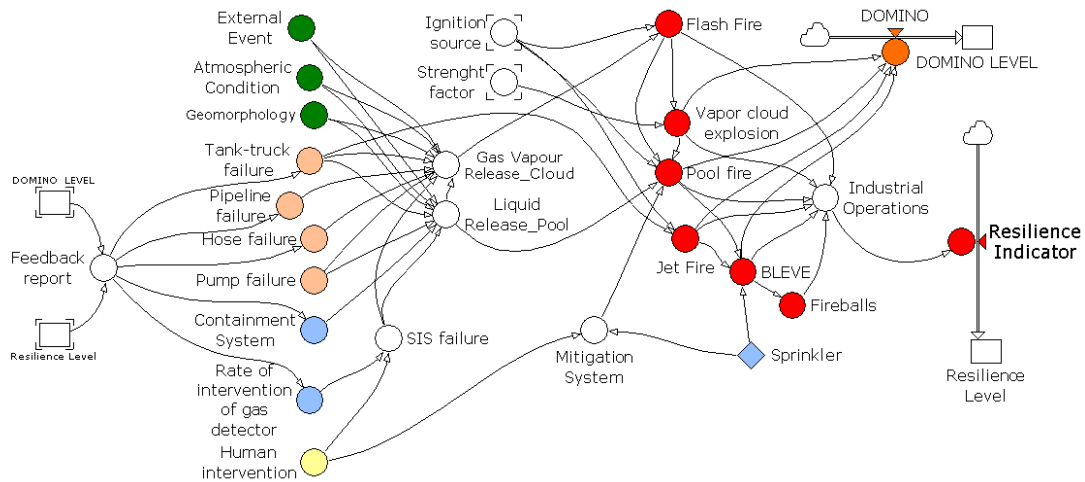 External
Event
Atmospheric
Condition
Geomorphology
Tank-truck
failure
Pipeline
failure
Hose failure
Pump failure
Containment
System
Rate of
intervention
of gas
detector
Human
intervention
DOMINO LEVEL
Feedback
report
Resilience Level
Ignition
source
Strenght
factor
Gas Vapour
Release_Cloud
Liquid
Release_Pool
SIS failure
Flash Fire
Vapor cloud
explosion
Pool fire
Jet Fire
BLEVE
Fireballs
Mitigation
System
Sprinkler
DOMINO
DOMINO LEVEL
Industrial
Operations
Resilience
Indicator
Resilience
Level